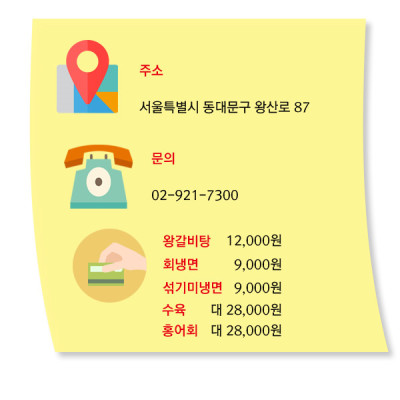 주소
서울특별시 동대문구 왕산로 87
문의
02-921-7300
왕갈비탕 12,000원
회냉면 9,000원
섞기미냉면 9,000원
수육 대 28,000원
홍어회 대 28,000원